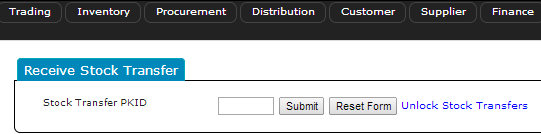 Trading Inventory Procurement Distribution Customer Supplier Finance
Receive Stock Transfer
Stock Transfer PKID Submit Reset Form Unlock Stock Transfers